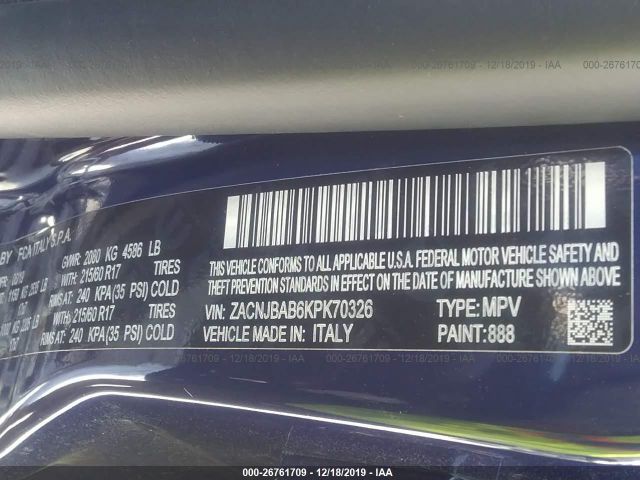 000-26761709 - 12/18/2019 - IAA
BY FCA ITALY S.P.A.
GVWR: 2080 KG 4586 LB
WITH: 215/60 R17 TIRES
RIMS AT: 240 KPA(35 PSI) COLD
WITH: 215/60 R17 TIRES
RIMS AT: 240 KPA(35 PSI) COLD
THIS VEHICLE CONFORMS TO ALL APPLICABLE U.S.A. FEDERAL MOTOR VEHICLE SAFETY AND
THEFT PREVENTION STANDARDS IN EFFECT ON THE DATE OF MANUFACTURE SHOWN ABOVE.
VIN: ZACNJBAB6KPK70326 TYPE: MPV
VEHICLE MADE IN: ITALY PAINT:888
000-26761709 - 12/18/2019 - IAA